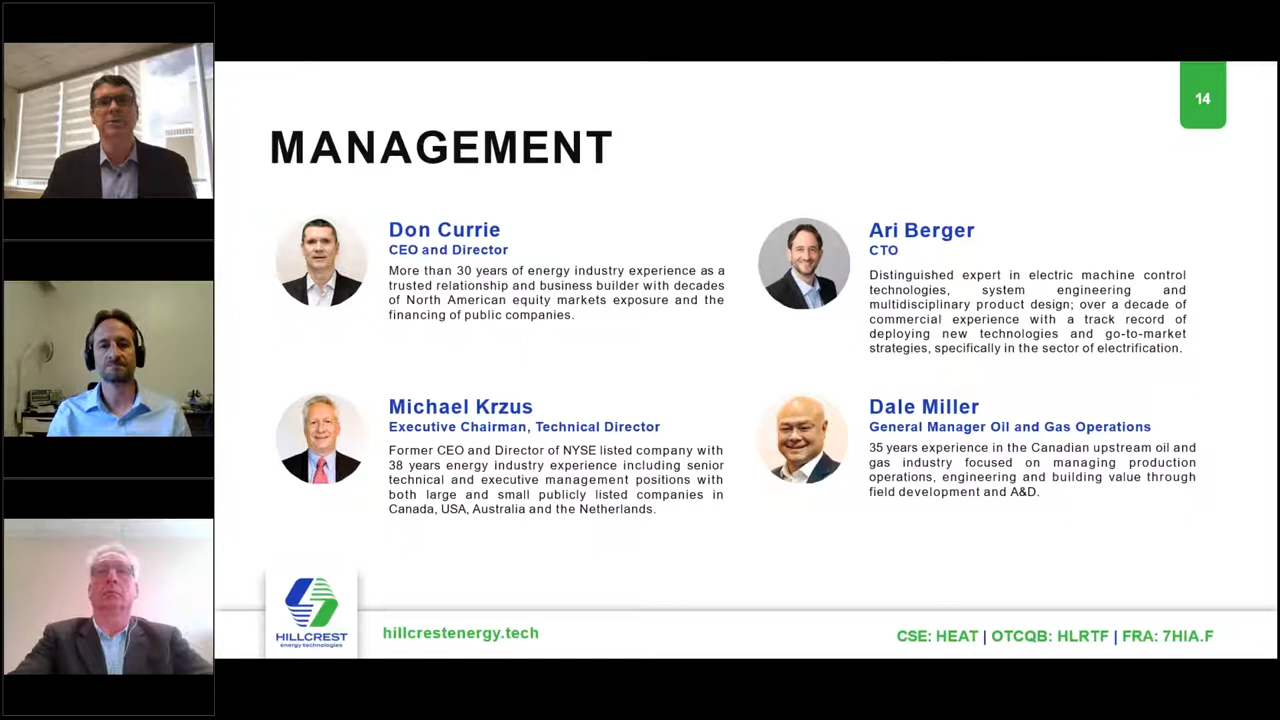 14
MANAGEMENT
Don Currie
CEO and Director
More than 30 years of energy industry experience as a
trusted relationship and business builder with decades
of North American equity markets exposure and the
financing of public companies.
Ari Berger
CTO
Distinguished expert in electric machine control
technologies, system engineering and
multidisciplinary product design; over a decade of
commercial experience with a track record of
deploying new technologies and go-to-market
strategies, specifically in the sector of electrification.
Michael Krzus
Executive Chairman, Technical Director
Former CEO and Director of NYSE listed company with
38 years energy industry experience including senior
technical and executive management positions with
both large and small publicly listed companies in
Canada, USA, Australia and the Netherlands.
Dale Miller
General Manager Oil and Gas Operations
35 years experience in the Canadian upstream oil and
gas industry focused on managing production
operations, engineering and building value through
field development and A&D.
HILLCREST
energy technologies
hillcrestenergy.tech
CSE: HEAT | OTCQB: HLRTF | FRA: 7HIA.F